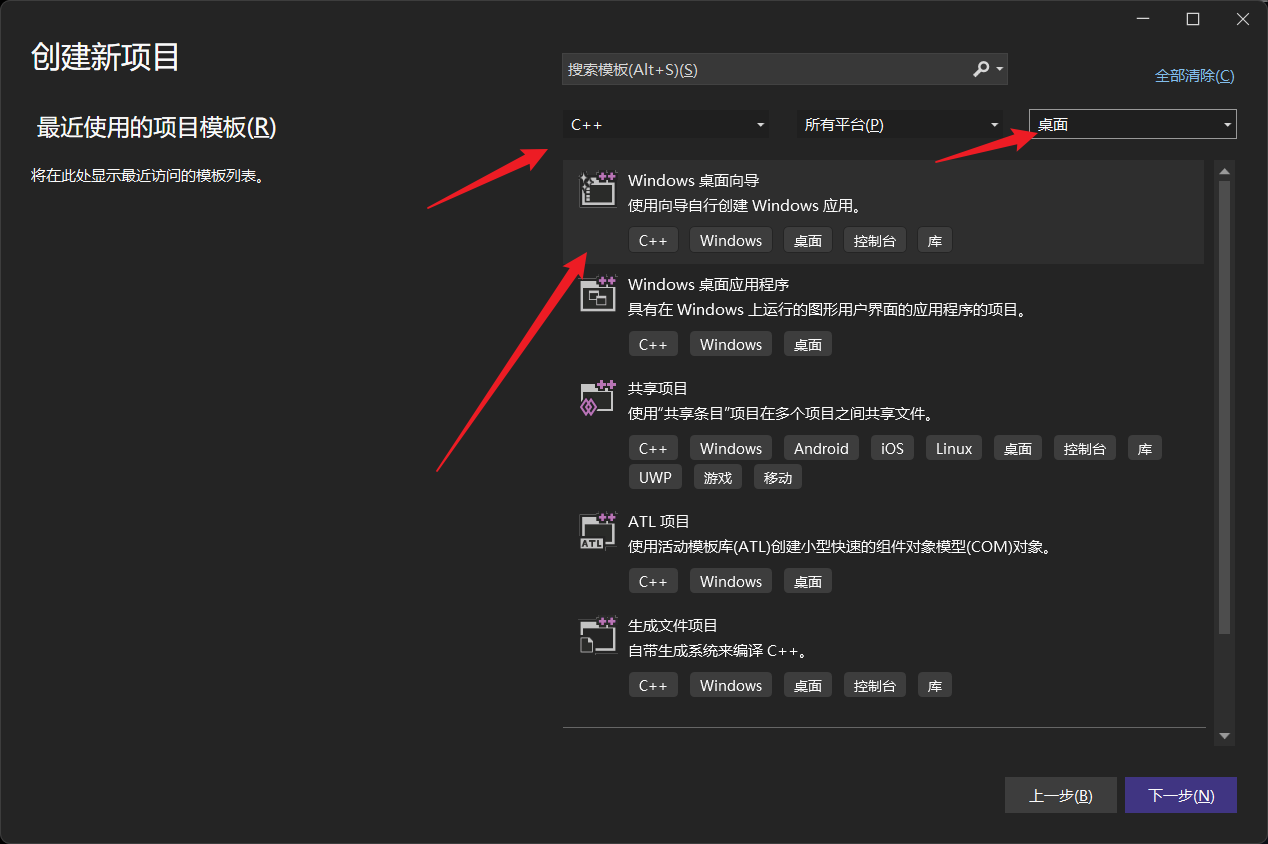 创建新项目
搜索模板(Alt+S)(S)
全部清除(C)
最近使用的项目模板(R)
将在此处显示最近访问的模板列表。
C++
所有平台(P)
桌面
Windows 桌面向导
使用向导自行创建 Windows 应用。
C++ Windows 桌面 控制台 库
Windows 桌面应用程序
具有在 Windows 上运行的图形用户界面的应用程序的项目。
C++ Windows 桌面
共享项目
使用“共享条目”项目在多个项目之间共享文件。
C++ Windows Android iOS Linux 桌面 控制台 库
UWP 游戏 移动
ATL 项目
使用活动模板库(ATL)创建小型快速的组件对象模型(COM)对象。
C++ Windows 桌面
生成文件项目
自带生成系统来编译 C++。
C++ Windows 桌面 控制台 库
上一步(B)
下一步(N)